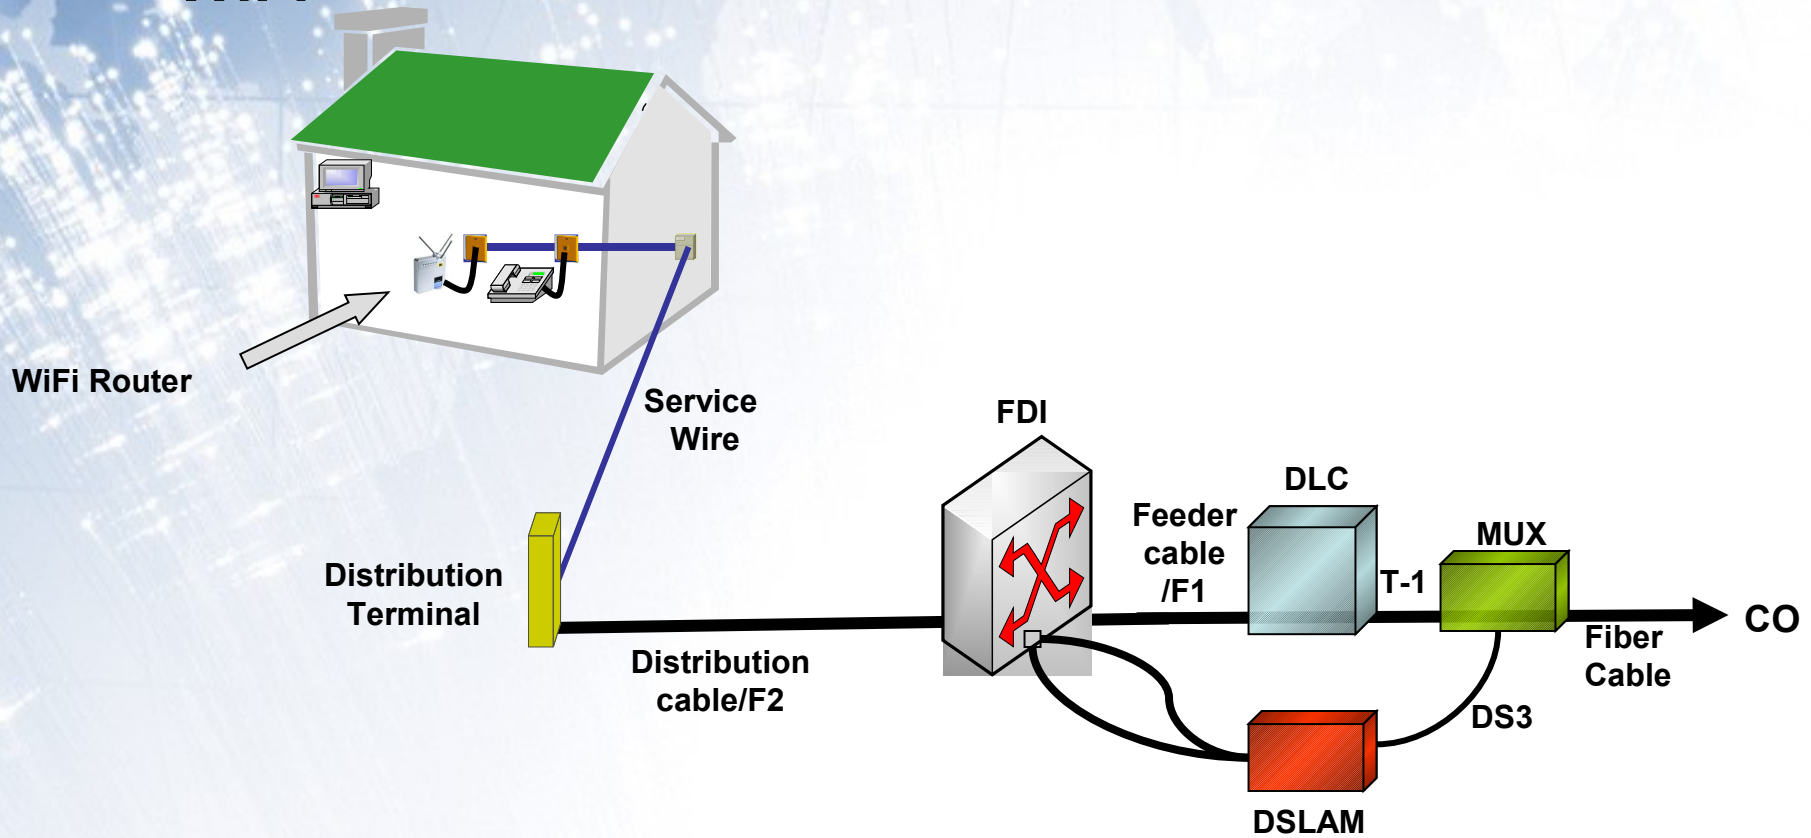 WiFi Router
Service
Wire
FDI
DLC
Feeder
cable
/F1
MUX
T-1
Distribution
Terminal
CO
Fiber
Cable
Distribution
cable/F2
DS3
DSLAM